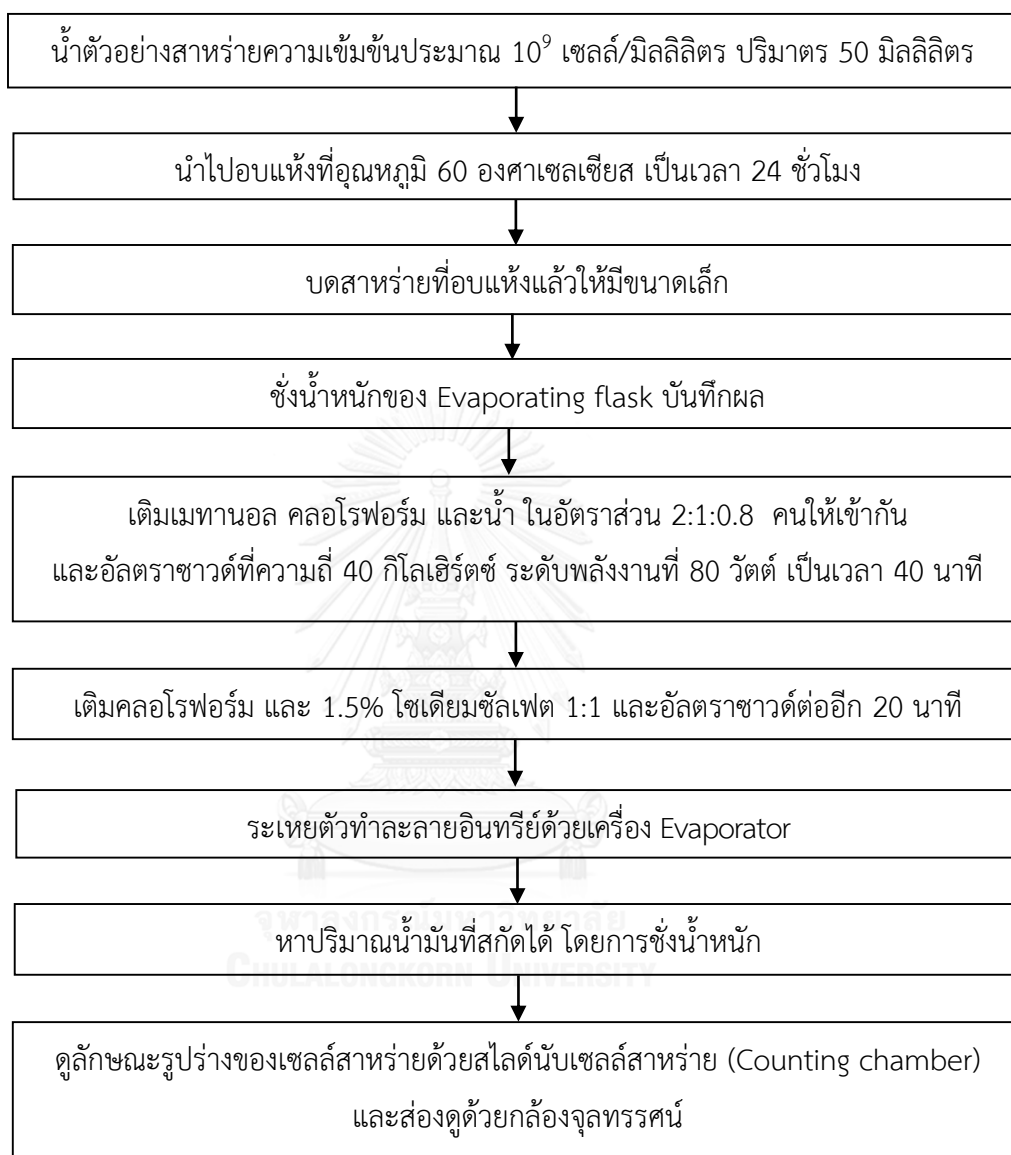 น้ำตัวอย่างสาหร่ายความเข้มข้นประมาณ 10⁹ เซลล์/มิลลิลิตร ปริมาตร 50 มิลลิลิตร
นำไปอบแห้งที่อุณหภูมิ 60 องศาเซลเซียส เป็นเวลา 24 ชั่วโมง
บดสาหร่ายที่อบแห้งแล้วให้มีขนาดเล็ก
ชั่งน้ำหนักของ Evaporating flask บันทึกผล
เติมเมทานอล คลอโรฟอร์ม และน้ำ ในอัตราส่วน 2:1:0.8 คนให้เข้ากัน
และอัลตราซาวด์ที่ความถี่ 40 กิโลเฮิร์ตซ์ ระดับพลังงานที่ 80 วัตต์ เป็นเวลา 40 นาที
เติมคลอโรฟอร์ม และ 1.5% โซเดียมซัลเฟต 1:1 และอัลตราซาวด์ต่ออีก 20 นาที
ระเหยตัวทำละลายอินทรีย์ด้วยเครื่อง Evaporator
จุฬาลงกรณ์มหาวิทยาลัย
หาปริมาณน้ำมันที่สกัดได้ โดยการชั่งน้ำหนัก
CHULALONGKORN UNIVERSITY
ดูลักษณะรูปร่างของเซลล์สาหร่ายด้วยสไลด์นับเซลล์สาหร่าย (Counting chamber)
และส่องดูด้วยกล้องจุลทรรศน์